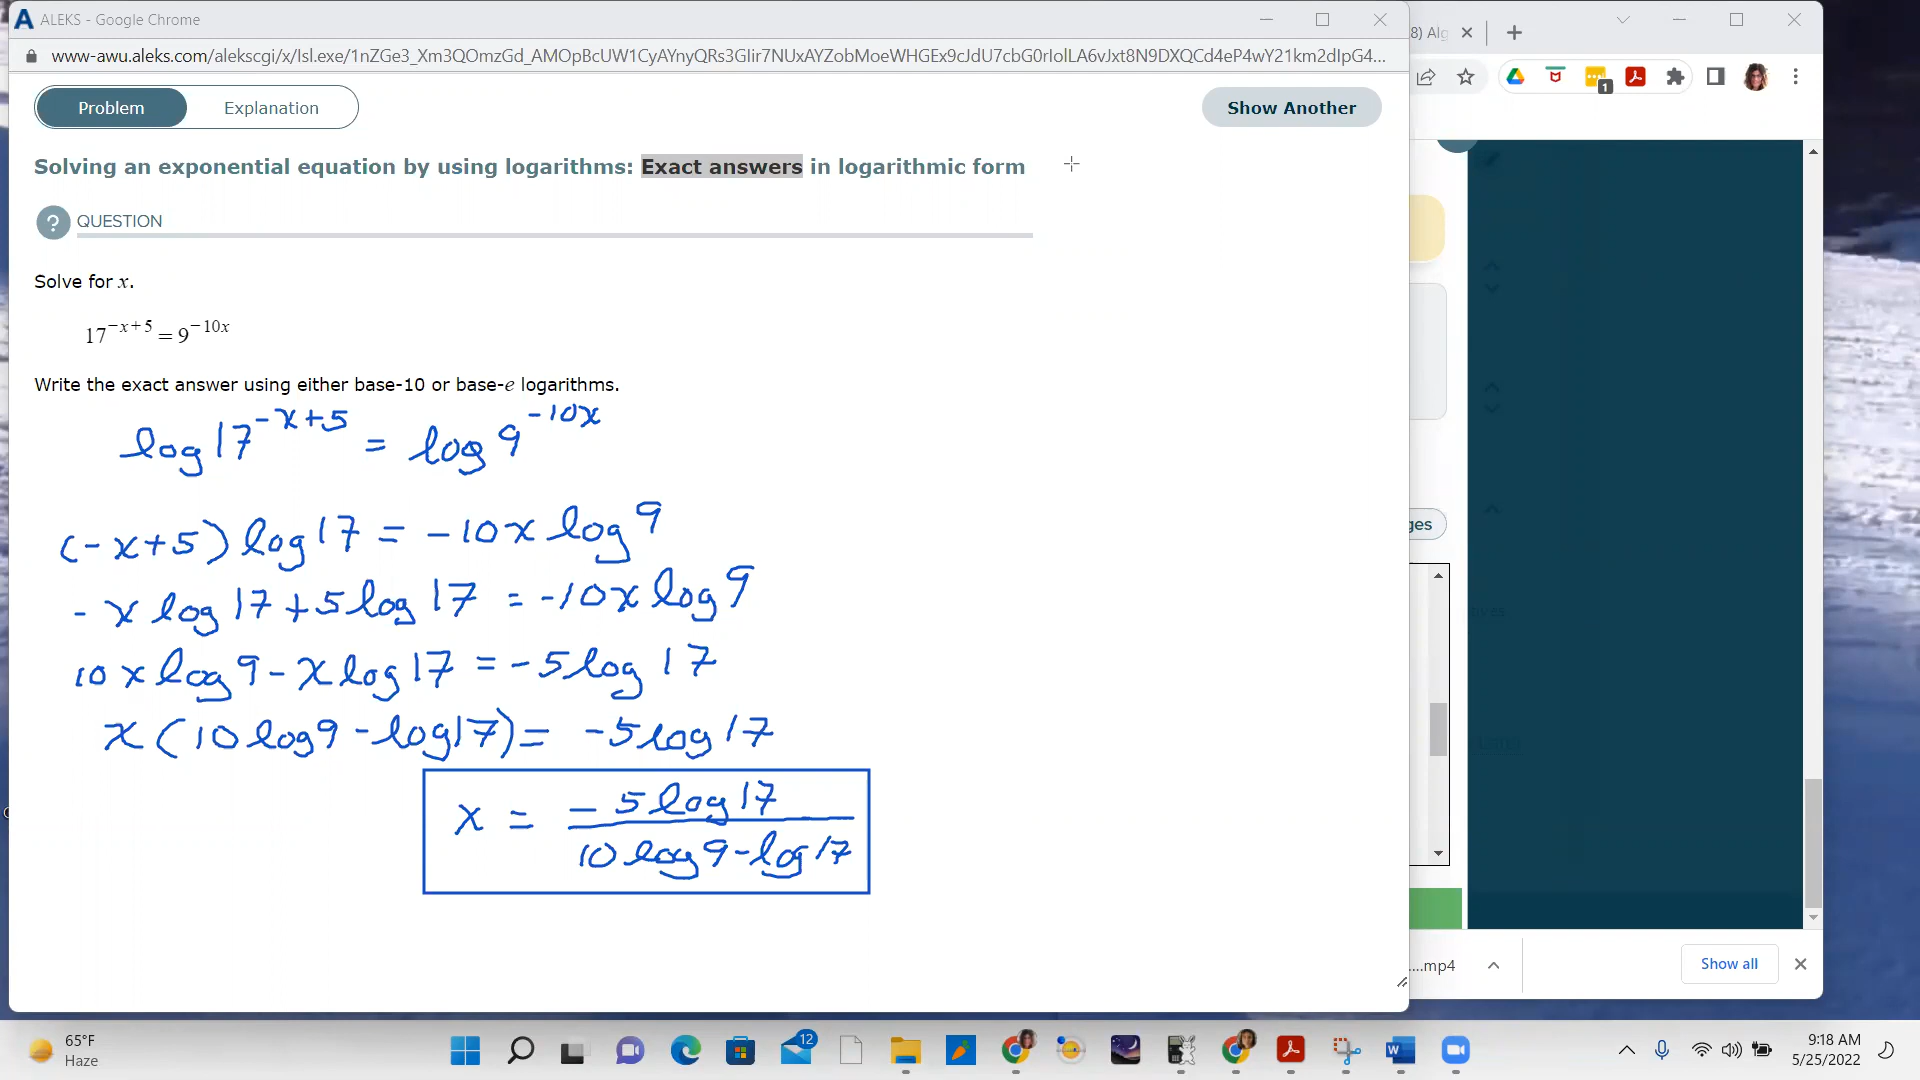 ALEKS - Google Chrome
8) Alg
www-awu.aleks.com/alekscgi/x/Isl.exe/1nZGe3_Xm3QOmzGd_AMOpBcUW1CyAYnyQRs3GIir7NUxAYZobMoeWHGEx9cJdU7cbG0rIolLA6vJxt8N9DXQCd4eP4wY21km2dIpG4...
1
Problem
Explanation
Show Another
Solving an exponential equation by using logarithms: Exact answers in logarithmic form
? QUESTION
Solve for x.
17^{-x+5} = 9^{-10x}
Write the exact answer using either base-10 or base-e logarithms.
log 17^{-x+5} = log 9^{-10x}
(-x+5) log 17 = -10x log 9
ges
-x log 17 + 5 log 17 = -10x log 9
10x log 9 - x log 17 = -5 log 17
x (10 log 9 - log 17) = -5 log 17
x = \frac{-5 log 17}{10 log 9 - log 17}
....mp4
Show all
65°F
Haze
12
9:18 AM
5/25/2022